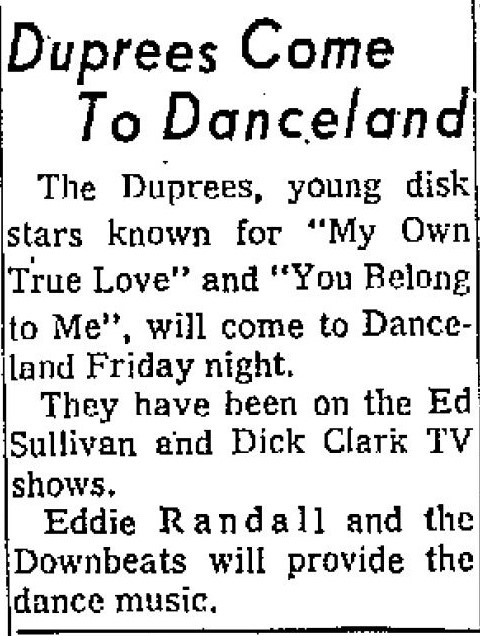 Duprees Come
To Danceland
The Duprees, young disk
stars known for "My Own
True Love" and "You Belong
to Me", will come to Dance-
land Friday night.
They have been on the Ed
Sullivan and Dick Clark TV
shows.
Eddie Randall and the
Downbeats will provide the
dance music.